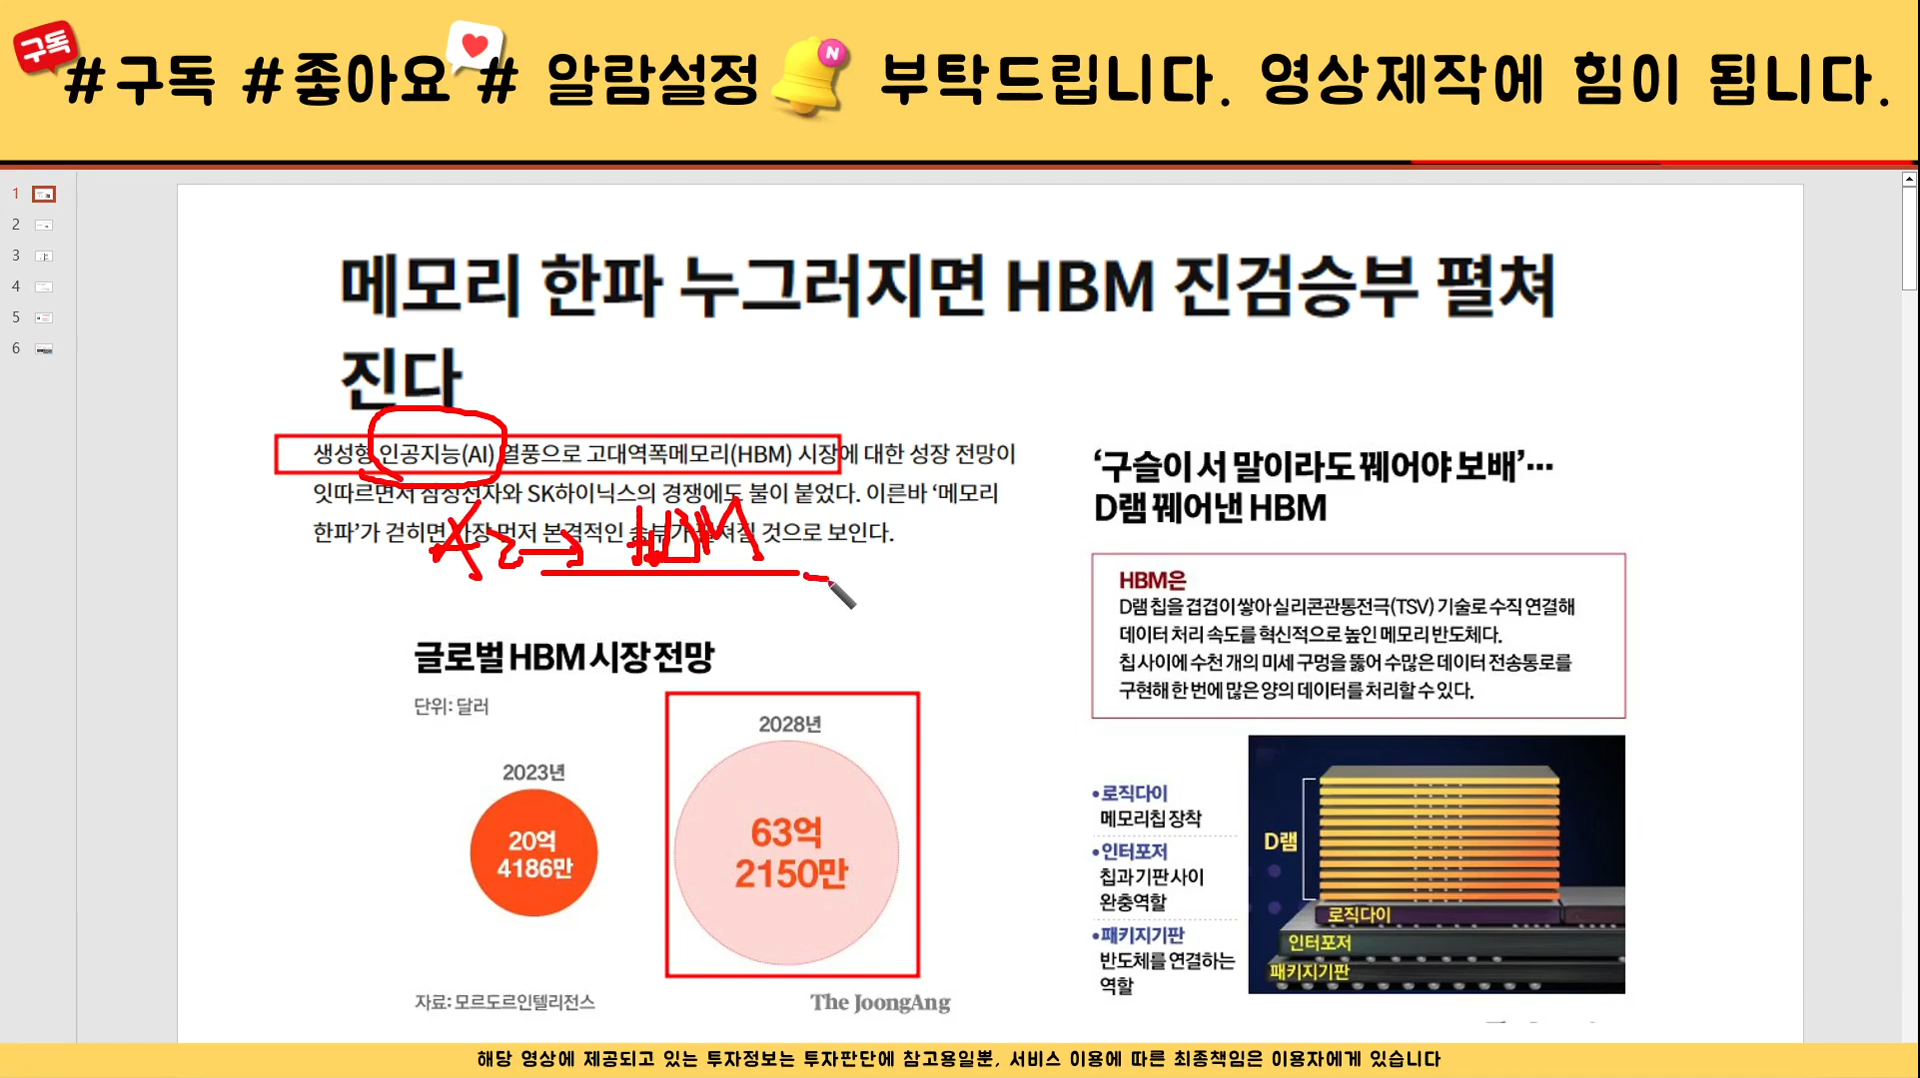 구독
#구독 #좋아요 # 알람설정 N 부탁드립니다. 영상제작에 힘이 됩니다.
1
2
3
4
5
6
메모리 한파 누그러지면 HBM 진검승부 펼쳐
진다
생성형 인공지능(AI) 열풍으로 고대역폭메모리(HBM) 시장에 대한 성장 전망이
잇따르면서 삼성전자와 SK하이닉스의 경쟁에도 불이 붙었다. 이른바 ‘메모리
한파’가 걷히면 가장 먼저 본격적인 승부가 펼쳐질 것으로 보인다.
HBM
글로벌 HBM 시장 전망
단위: 달러
2023년
20억
4186만
2028년
63억
2150만
자료: 모르도르인텔리전스
The JoongAng
‘구슬이 서 말이라도 꿰어야 보배’…
D램 꿰어낸 HBM
HBM은
D램 칩을 겹겹이 쌓아 실리콘관통전극(TSV) 기술로 수직 연결해
데이터 처리 속도를 혁신적으로 높인 메모리 반도체다.
칩 사이에 수천 개의 미세 구멍을 뚫어 수많은 데이터 전송통로를
구현해 한 번에 많은 양의 데이터를 처리할 수 있다.
•로직다이
메모리칩 장착
•인터포저
칩과 기판 사이
완충역할
•패키지기판
반도체를 연결하는
역할
D램
로직다이
인터포저
패키지기판
해당 영상에 제공되고 있는 투자정보는 투자판단에 참고용일뿐, 서비스 이용에 따른 최종책임은 이용자에게 있습니다